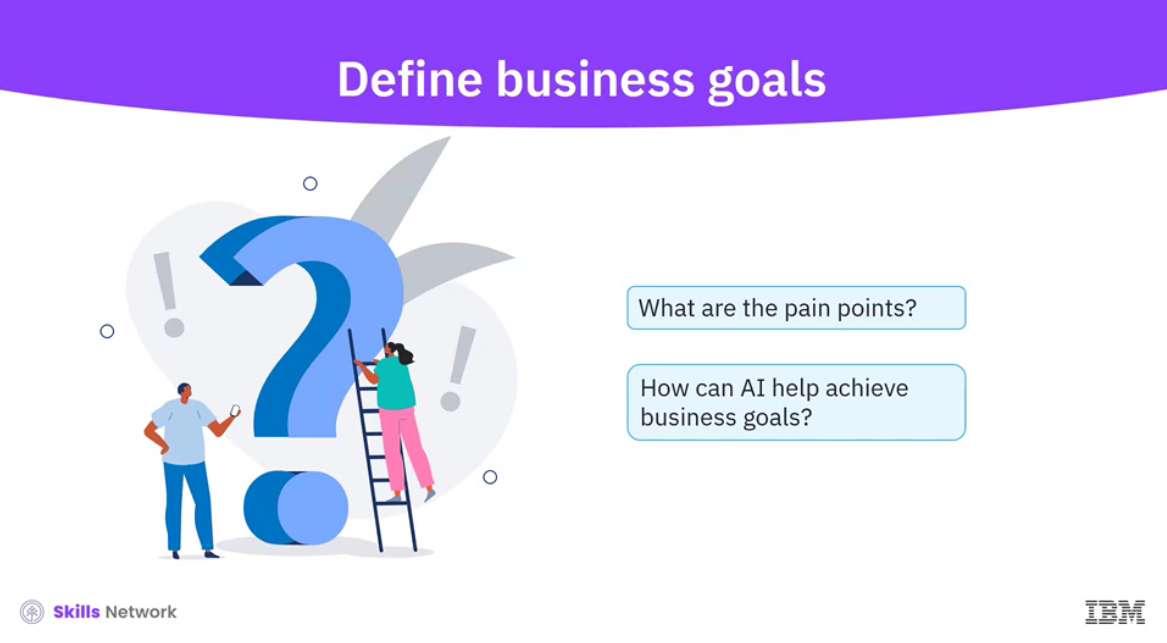 Define business goals
What are the pain points?
How can AI help achieve
business goals?
Skills Network
IBM